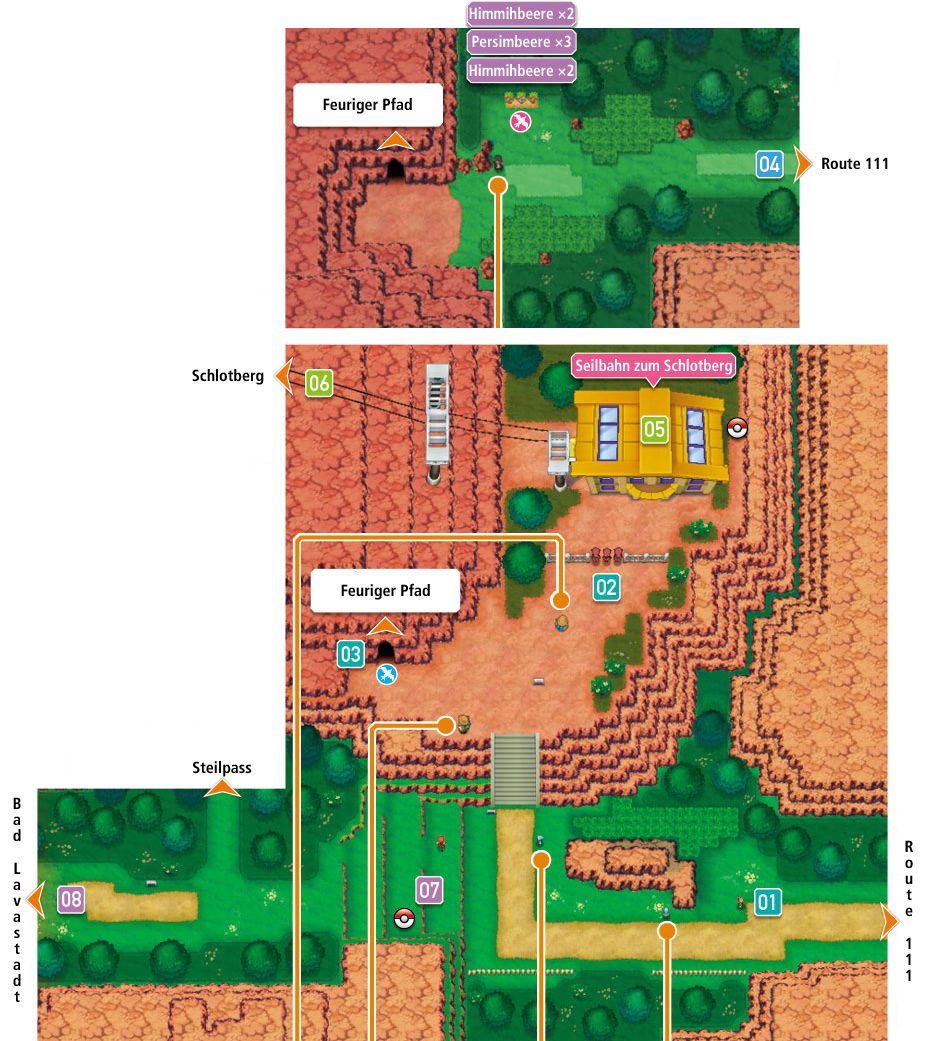 Himmihbeere ×2
Persimbeere ×3
Himmihbeere ×2
Feuriger Pfad
04
Route 111
Schlotberg
06
Seilbahn zum Schlotberg
05
02
Feuriger Pfad
03
Steilpass
Bad Lavastadt
08
07
01
Route 111